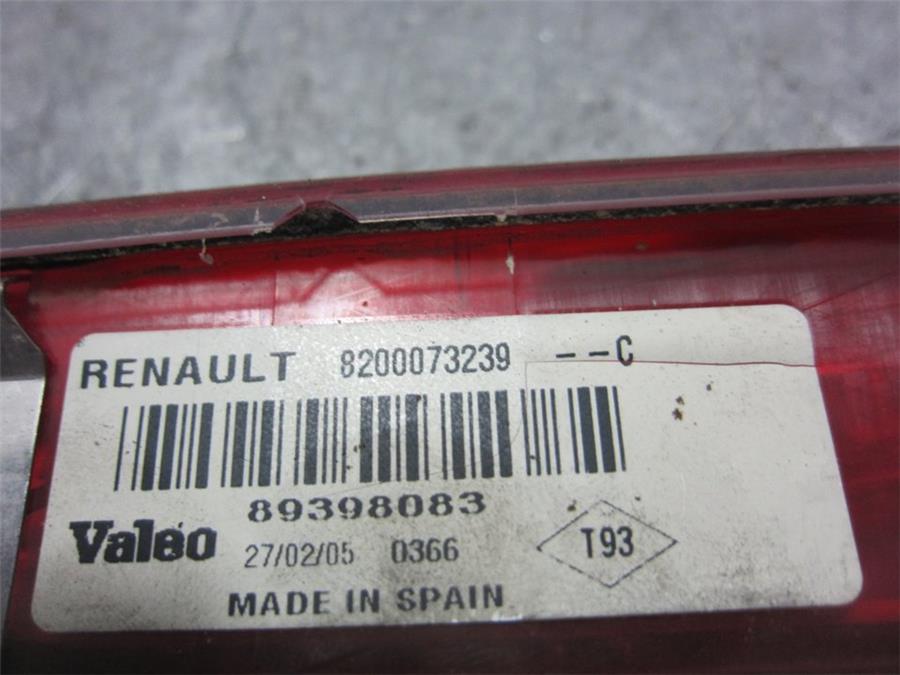 RENAULT 8200073239 --C
89398083
Valeo 27/02/05 0366 T93
MADE IN SPAIN